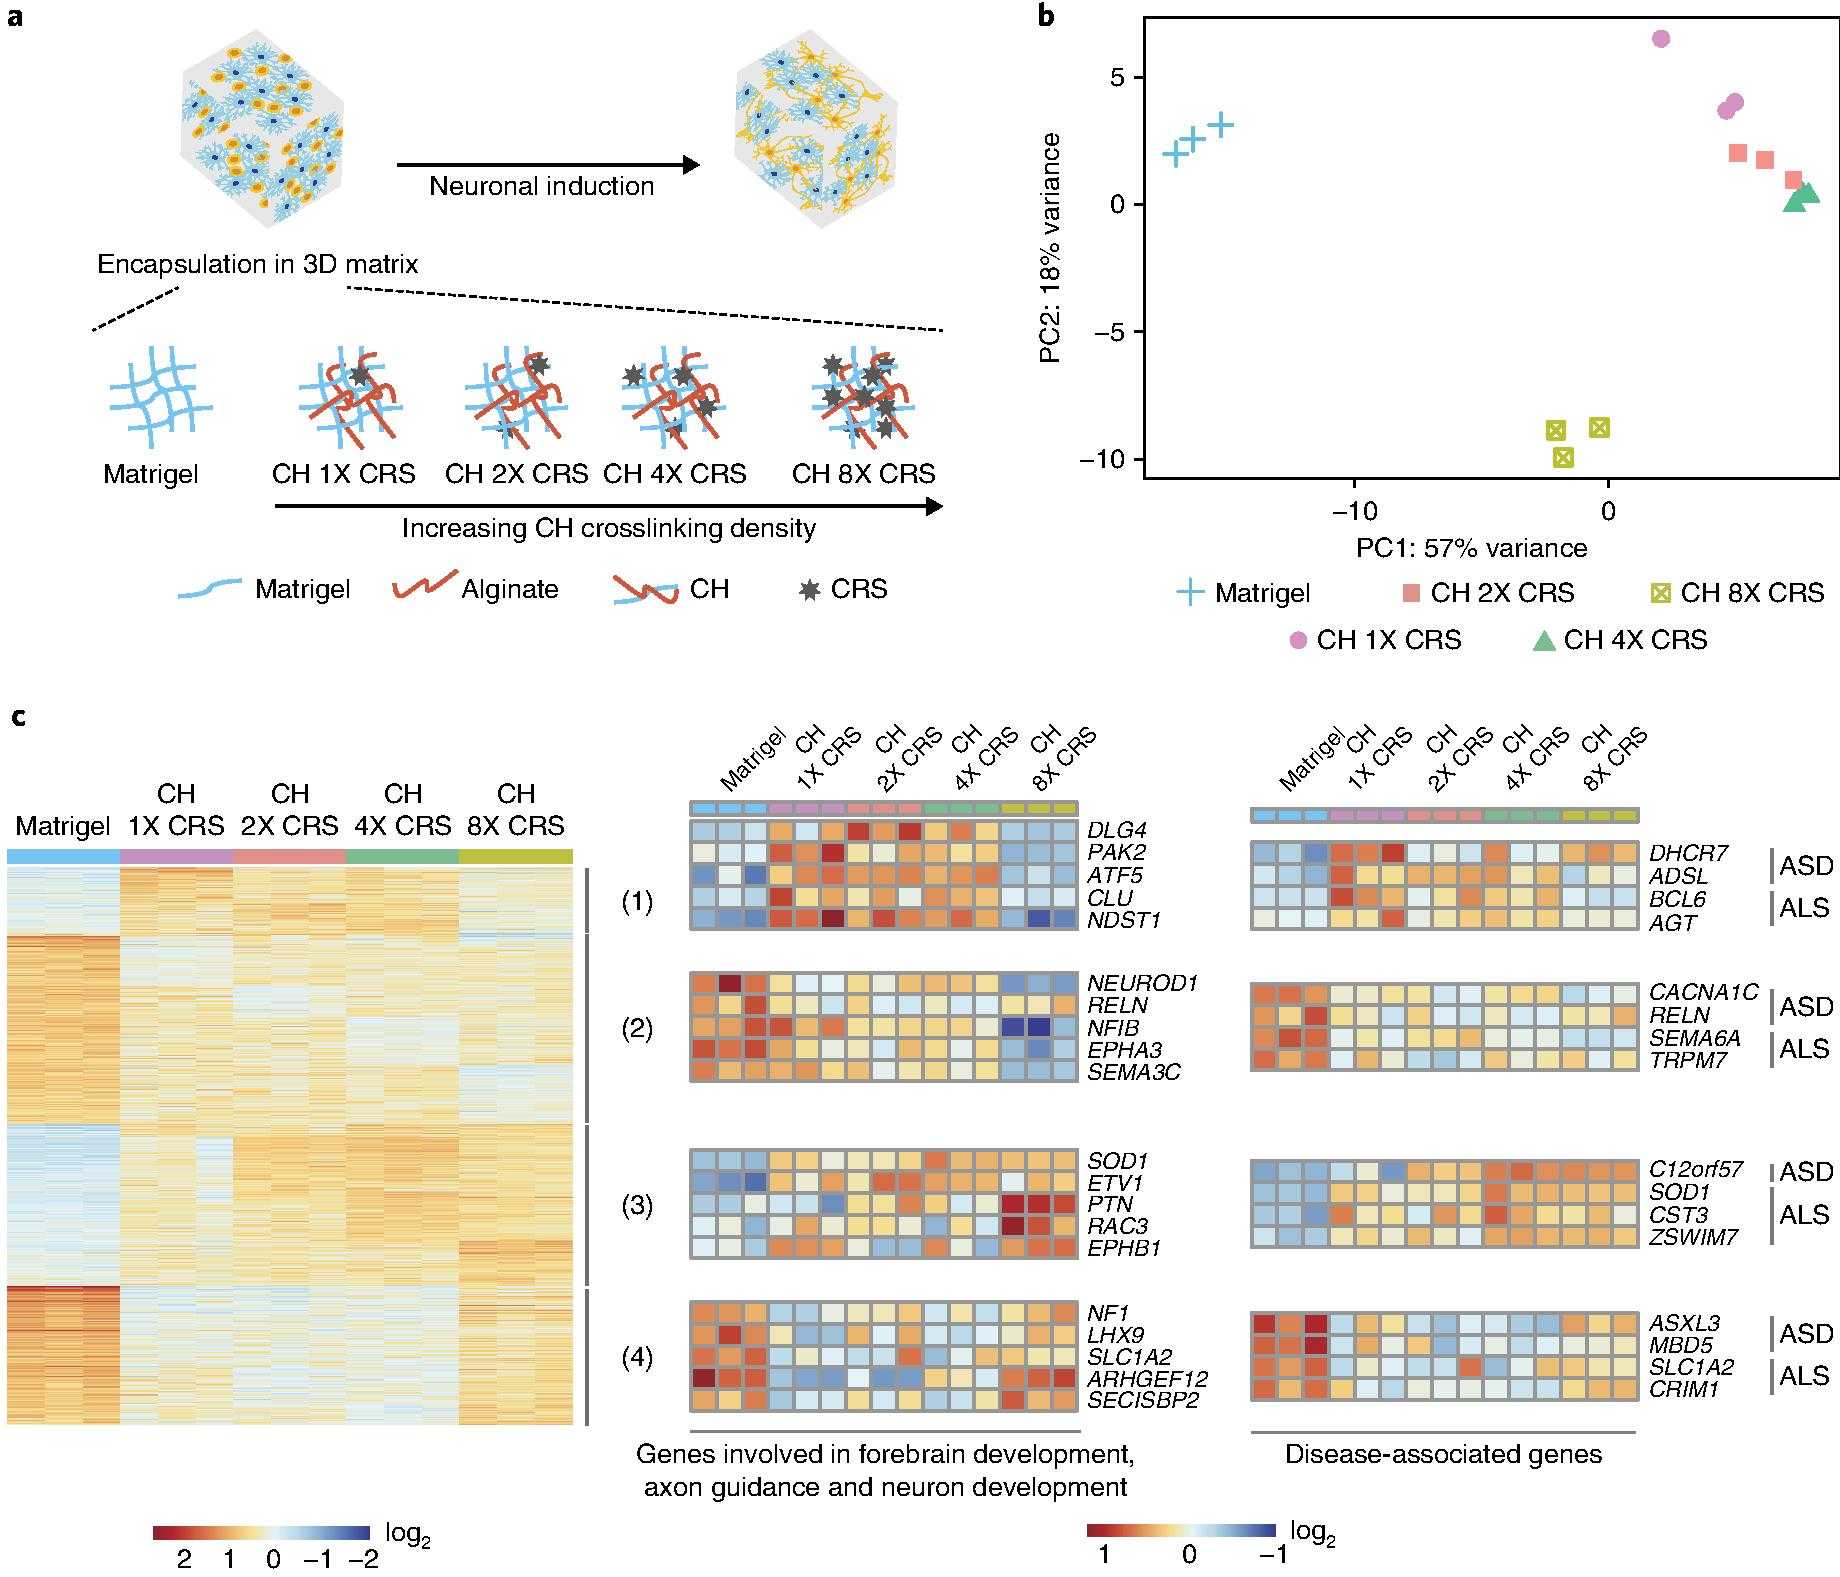 a
Neuronal induction
Encapsulation in 3D matrix
Matrigel
CH 1X CRS
CH 2X CRS
CH 4X CRS
CH 8X CRS
Increasing CH crosslinking density
Matrigel
Alginate
CH
CRS
b
PC2: 18% variance
5
0
−5
−10
−10
0
PC1: 57% variance
Matrigel
CH 2X CRS
CH 8X CRS
CH 1X CRS
CH 4X CRS
c
Matrigel
CH
1X CRS
CH
2X CRS
CH
4X CRS
CH
8X CRS
2
1
0
−1
−2
log2
Matrigel
CH
1X CRS
CH
2X CRS
CH
4X CRS
CH
8X CRS
(1)
DLG4
PAK2
ATF5
CLU
NDST1
(2)
NEUROD1
RELN
NFIB
EPHA3
SEMA3C
(3)
SOD1
ETV1
PTN
RAC3
EPHB1
(4)
NF1
LHX9
SLC1A2
ARHGEF12
SECISBP2
Genes involved in forebrain development,
axon guidance and neuron development
Matrigel
CH
1X CRS
CH
2X CRS
CH
4X CRS
CH
8X CRS
DHCR7
ADSL
BCL6
AGT
ASD
ALS
CACNA1C
RELN
SEMA6A
TRPM7
ASD
ALS
C12orf57
SOD1
CST3
ZSWIM7
ASD
ALS
ASXL3
MBD5
SLC1A2
CRIM1
ASD
ALS
Disease-associated genes
1
0
−1
log2